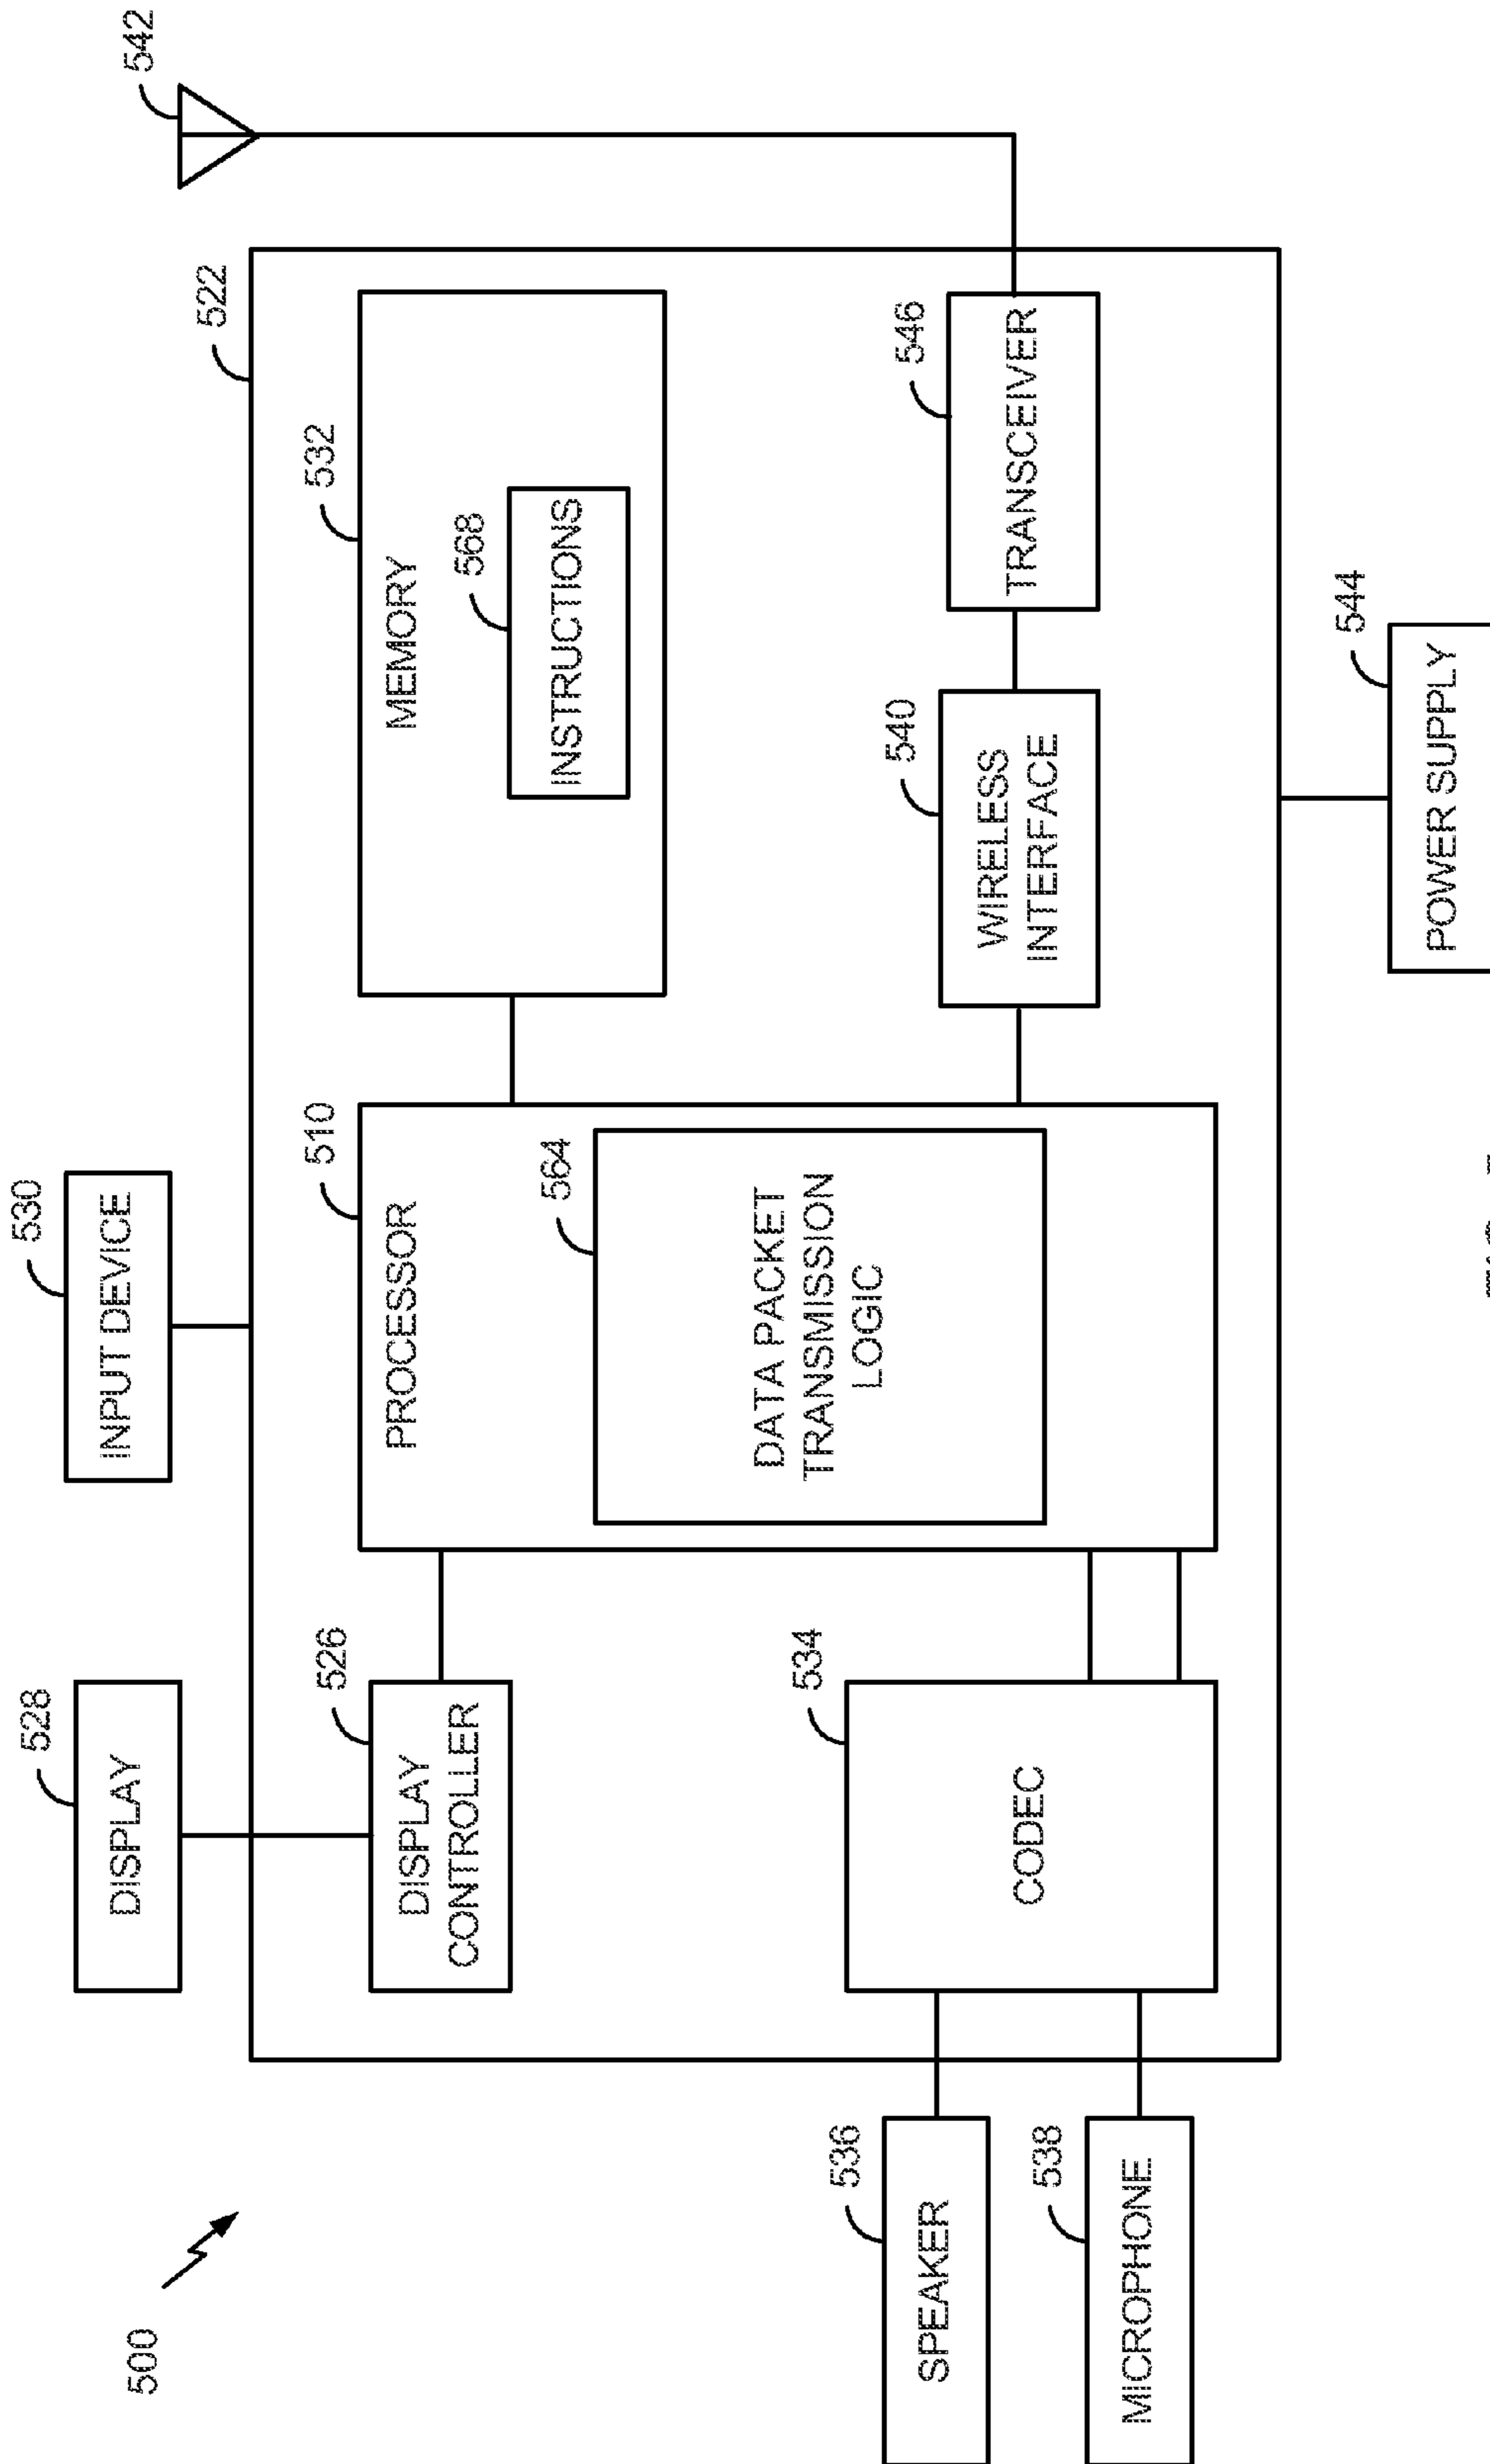 500
528
DISPLAY
530
INPUT DEVICE
542
522
526
DISPLAY
CONTROLLER
510
PROCESSOR
564
DATA PACKET
TRANSMISSION
LOGIC
532
MEMORY
568
INSTRUCTIONS
534
CODEC
540
WIRELESS
INTERFACE
546
TRANSCEIVER
536
SPEAKER
538
MICROPHONE
544
POWER SUPPLY